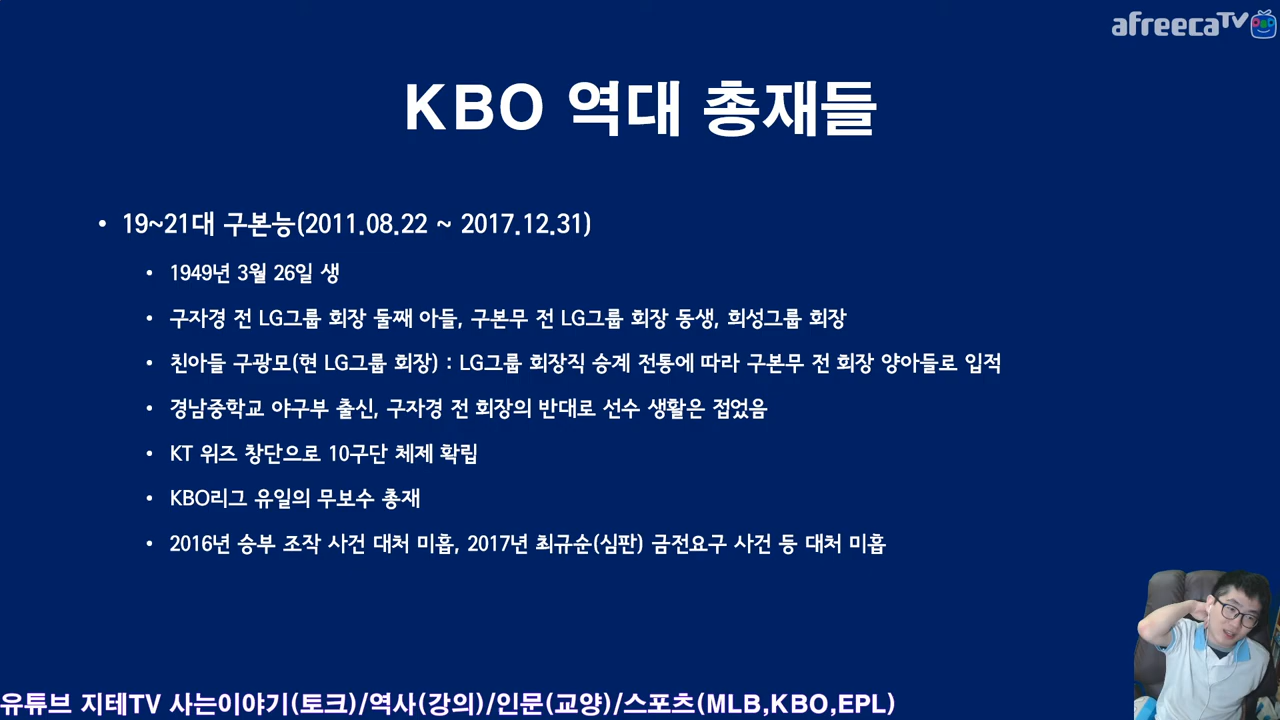 afreecaTV
KBO 역대 총재들
• 19~21대 구본능(2011.08.22 ~ 2017.12.31)
• 1949년 3월 26일 생
• 구자경 전 LG그룹 회장 둘째 아들, 구본무 전 LG그룹 회장 동생, 희성그룹 회장
• 친아들 구광모(현 LG그룹 회장) : LG그룹 회장직 승계 전통에 따라 구본무 전 회장 양아들로 입적
• 경남중학교 야구부 출신, 구자경 전 회장의 반대로 선수 생활은 접었음
• KT 위즈 창단으로 10구단 체제 확립
• KBO리그 유일의 무보수 총재
• 2016년 승부 조작 사건 대처 미흡, 2017년 최규순(심판) 금전요구 사건 등 대처 미흡
유튜브 지테TV 사는이야기(토크)/역사(강의)/인문(교양)/스포츠(MLB,KBO,EPL)